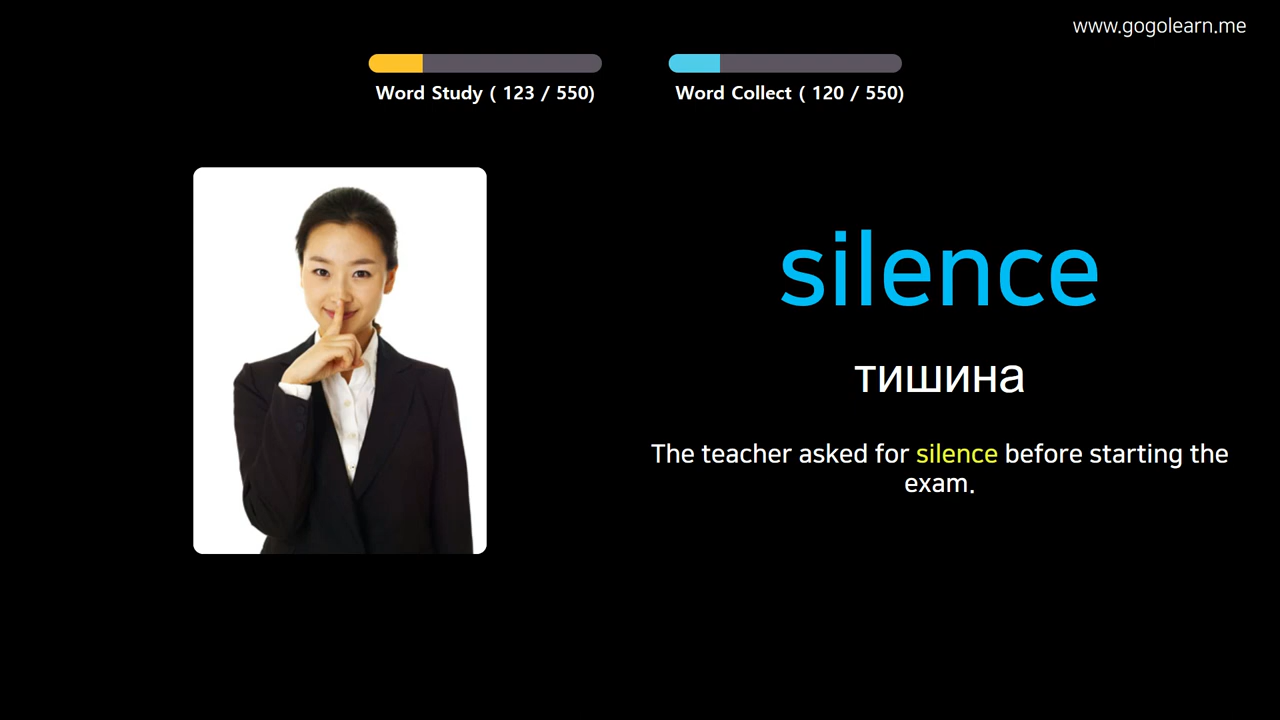 www.gogolearn.me
Word Study ( 123 / 550)
Word Collect ( 120 / 550)
silence
тишина
The teacher asked for silence before starting the
exam.